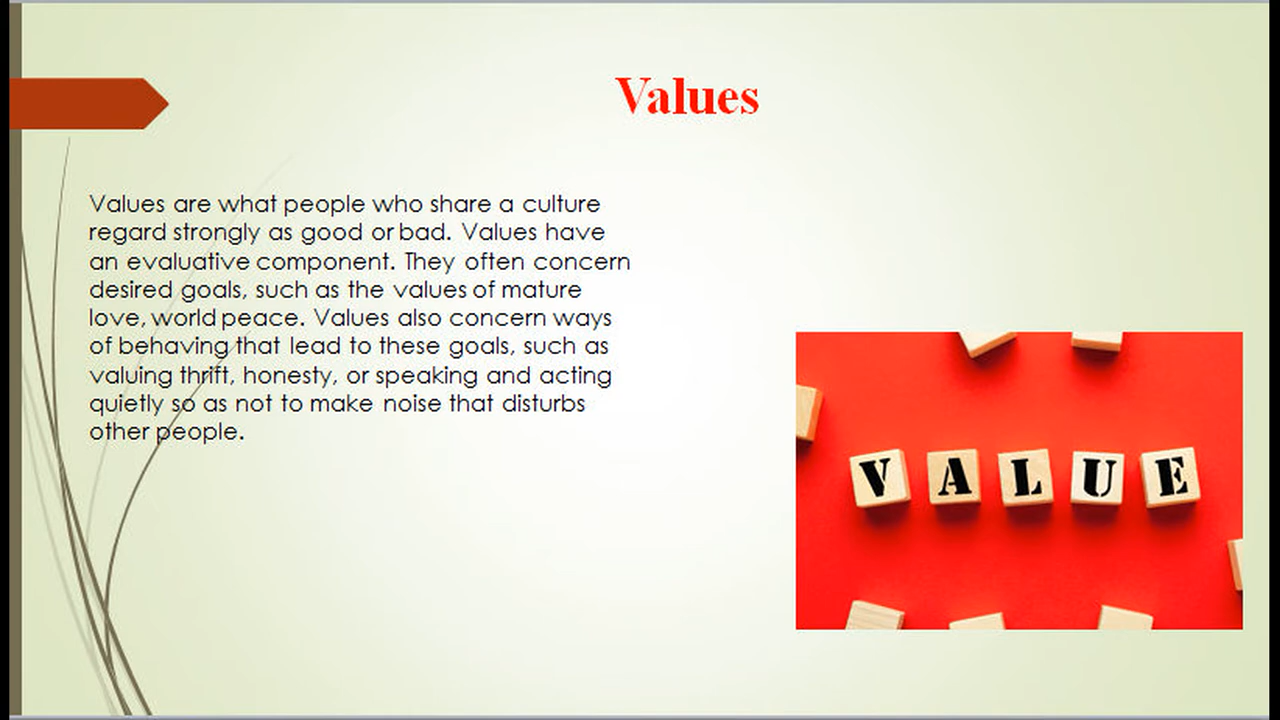 Values
Values are what people who share a culture
regard strongly as good or bad. Values have
an evaluative component. They often concern
desired goals, such as the values of mature
love, world peace. Values also concern ways
of behaving that lead to these goals, such as
valuing thrift, honesty, or speaking and acting
quietly so as not to make noise that disturbs
other people.
VALUE